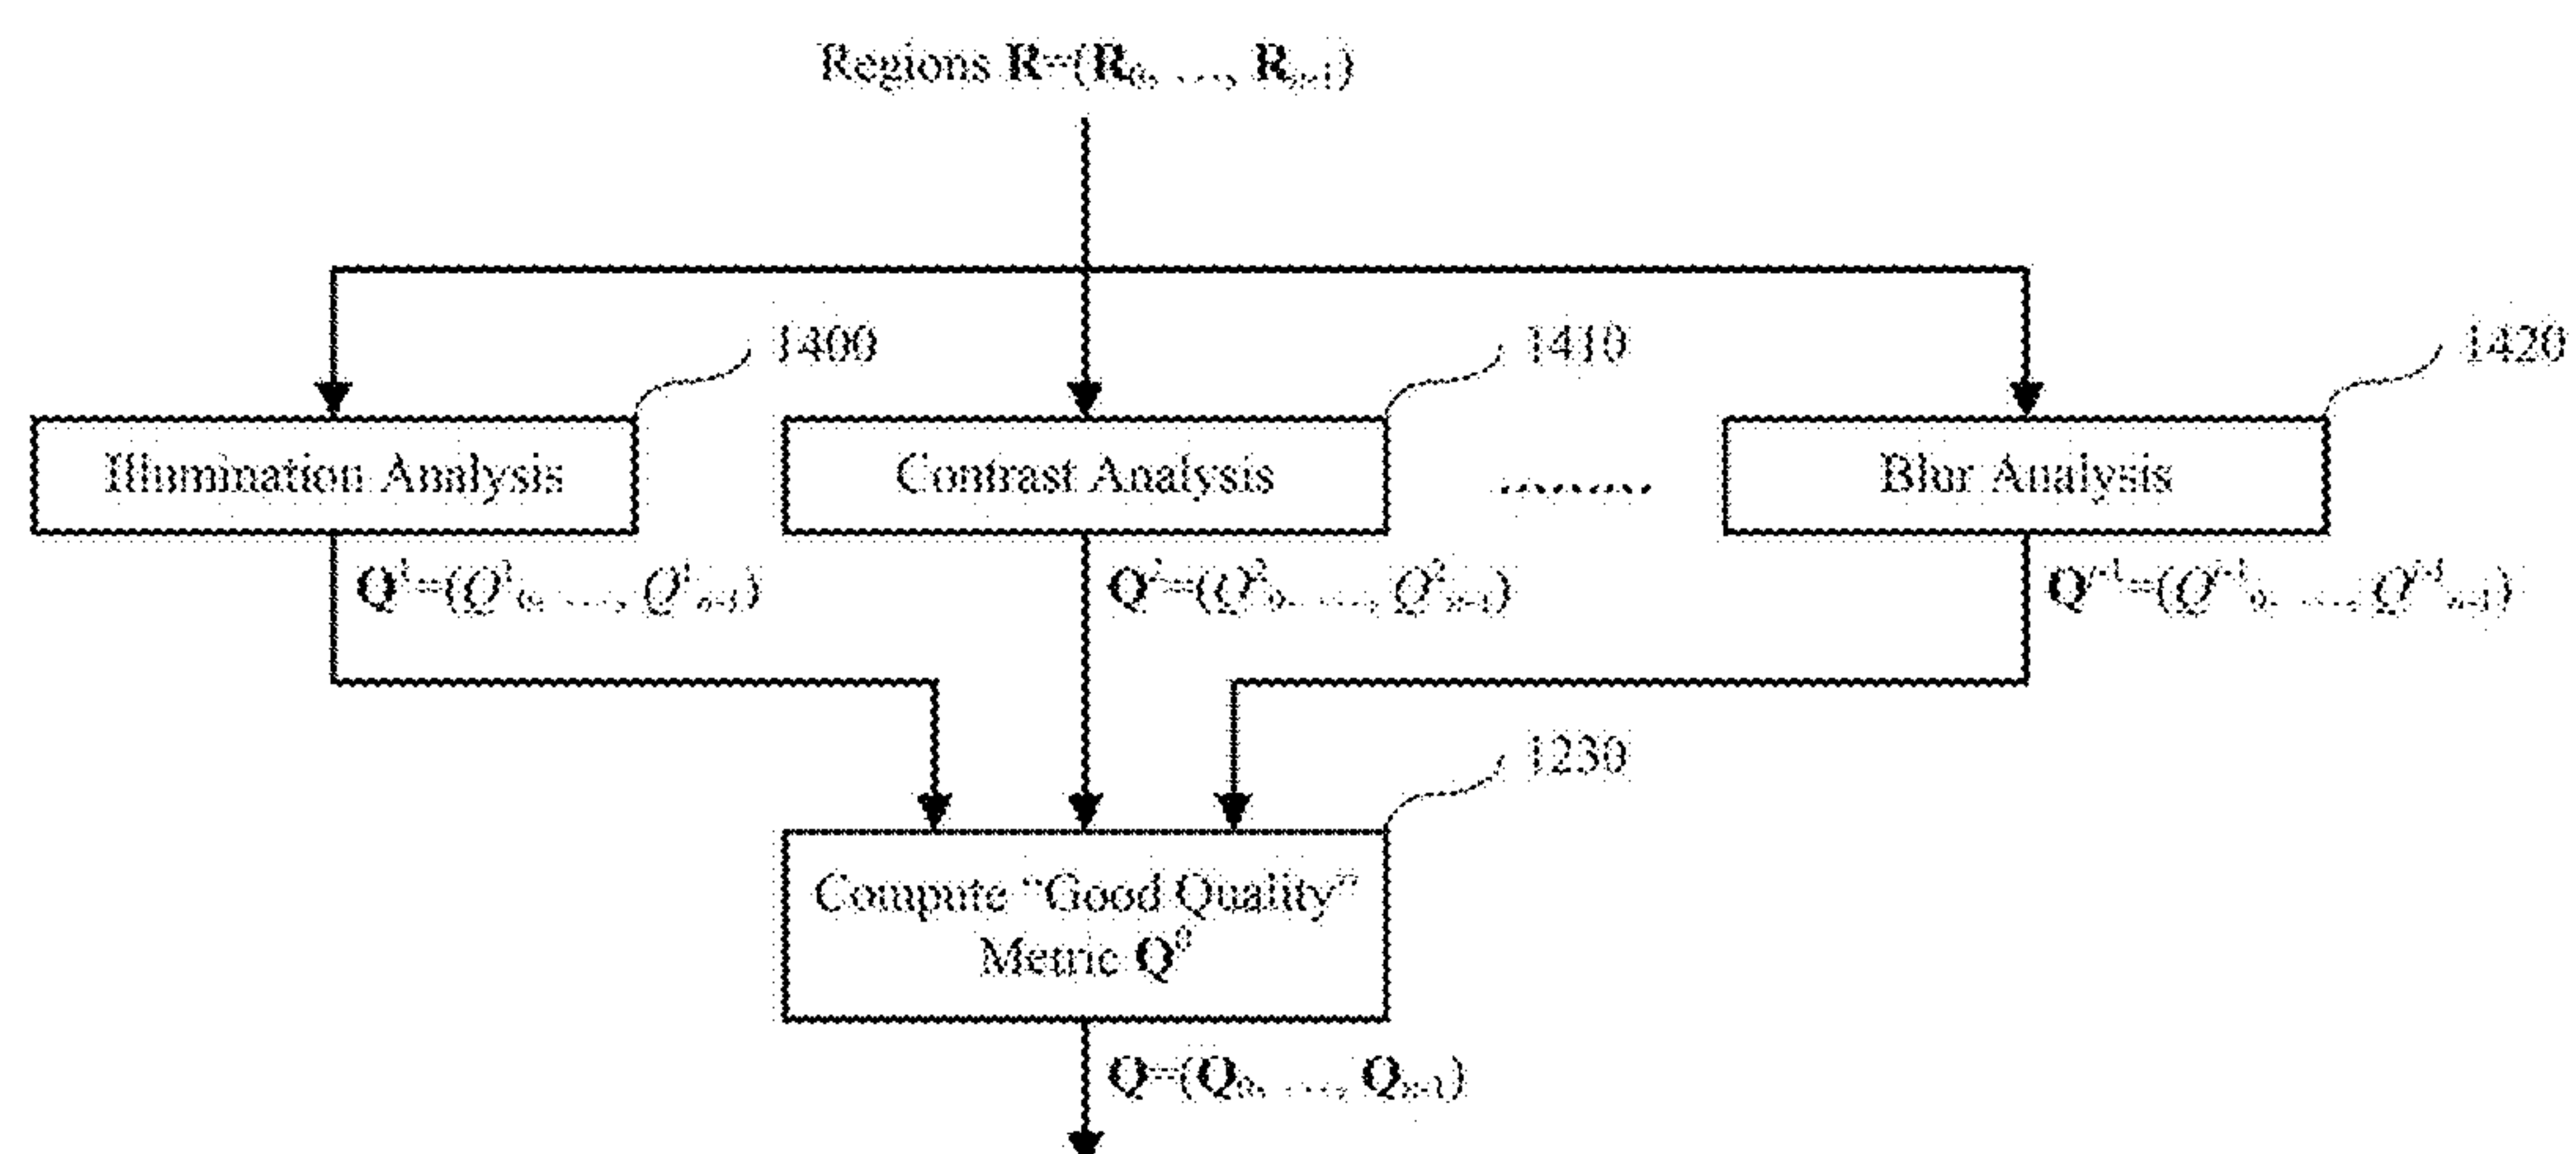 Regions R=(R₀, ..., Rₙ₋₁)
1400
1410
1420
Illumination Analysis
Contrast Analysis
........
Blur Analysis
Q¹=(Q¹₀, ..., Q¹ₙ₋₁)
Q²=(Q²₀, ..., Q²ₙ₋₁)
1230
Compute “Good Quality”
Metric Q⁰
Q=(Q₀, ..., Qₙ₋₁)